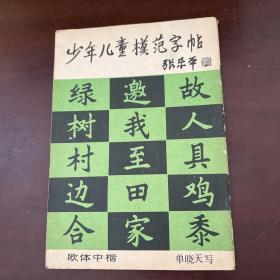 少年儿童模范字帖
张乐平
绿邀故
树我人
村至具
边田鸡
合家黍
欧体中楷
单晓天写